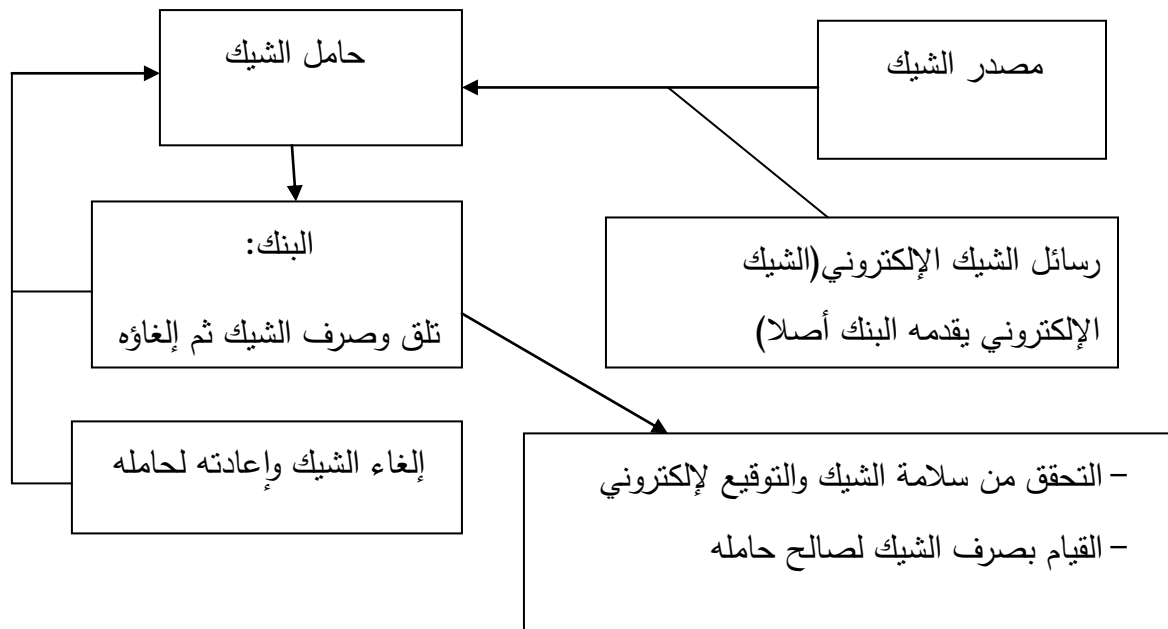 مصدر الشيك
حامل الشيك
رسائل الشيك الإلكتروني(الشيك
الإلكتروني يقدمه البنك أصلا)
البنك:
تلق وصرف الشيك ثم إلغاؤه
إلغاء الشيك وإعادته لحامله
– التحقق من سلامة الشيك والتوقيع لإلكتروني
– القيام بصرف الشيك لصالح حامله